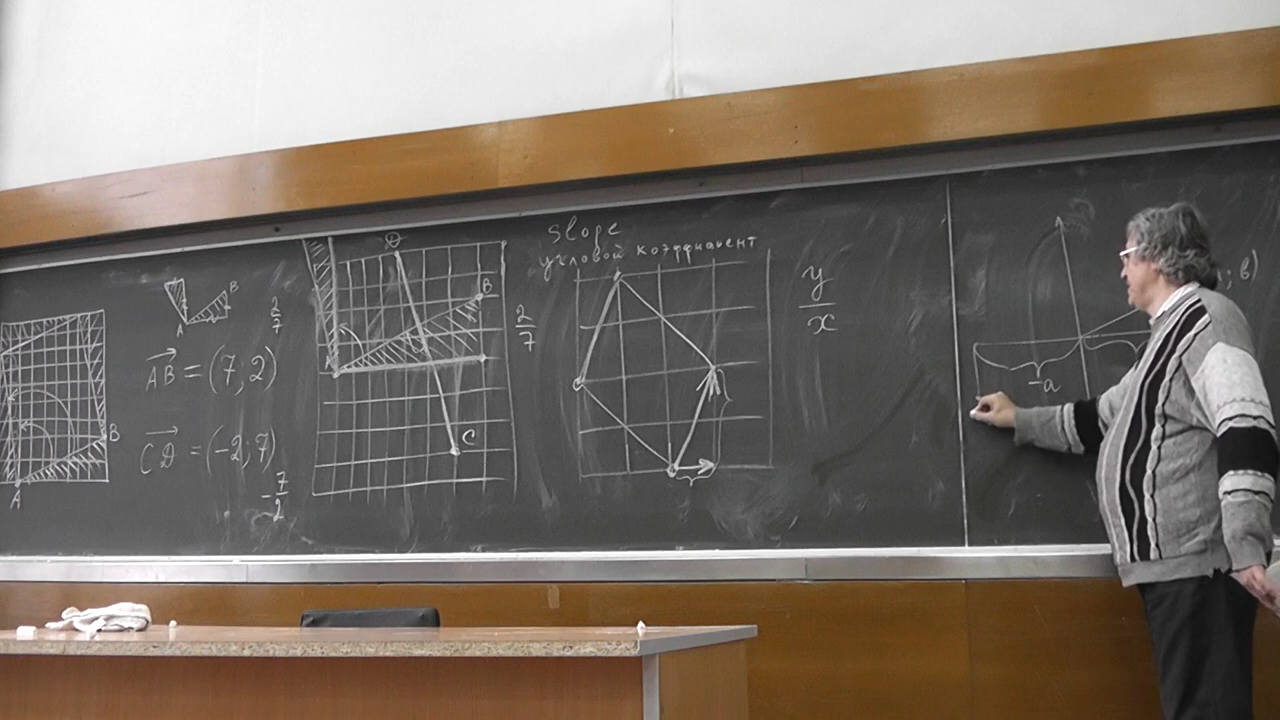 B
A
AB = (7, 2)
CD = (-2; 7)
-7/2
B
A
2/7
D
B
C
2/7
slope
угловой коэффициент
y/x
; b)
-a